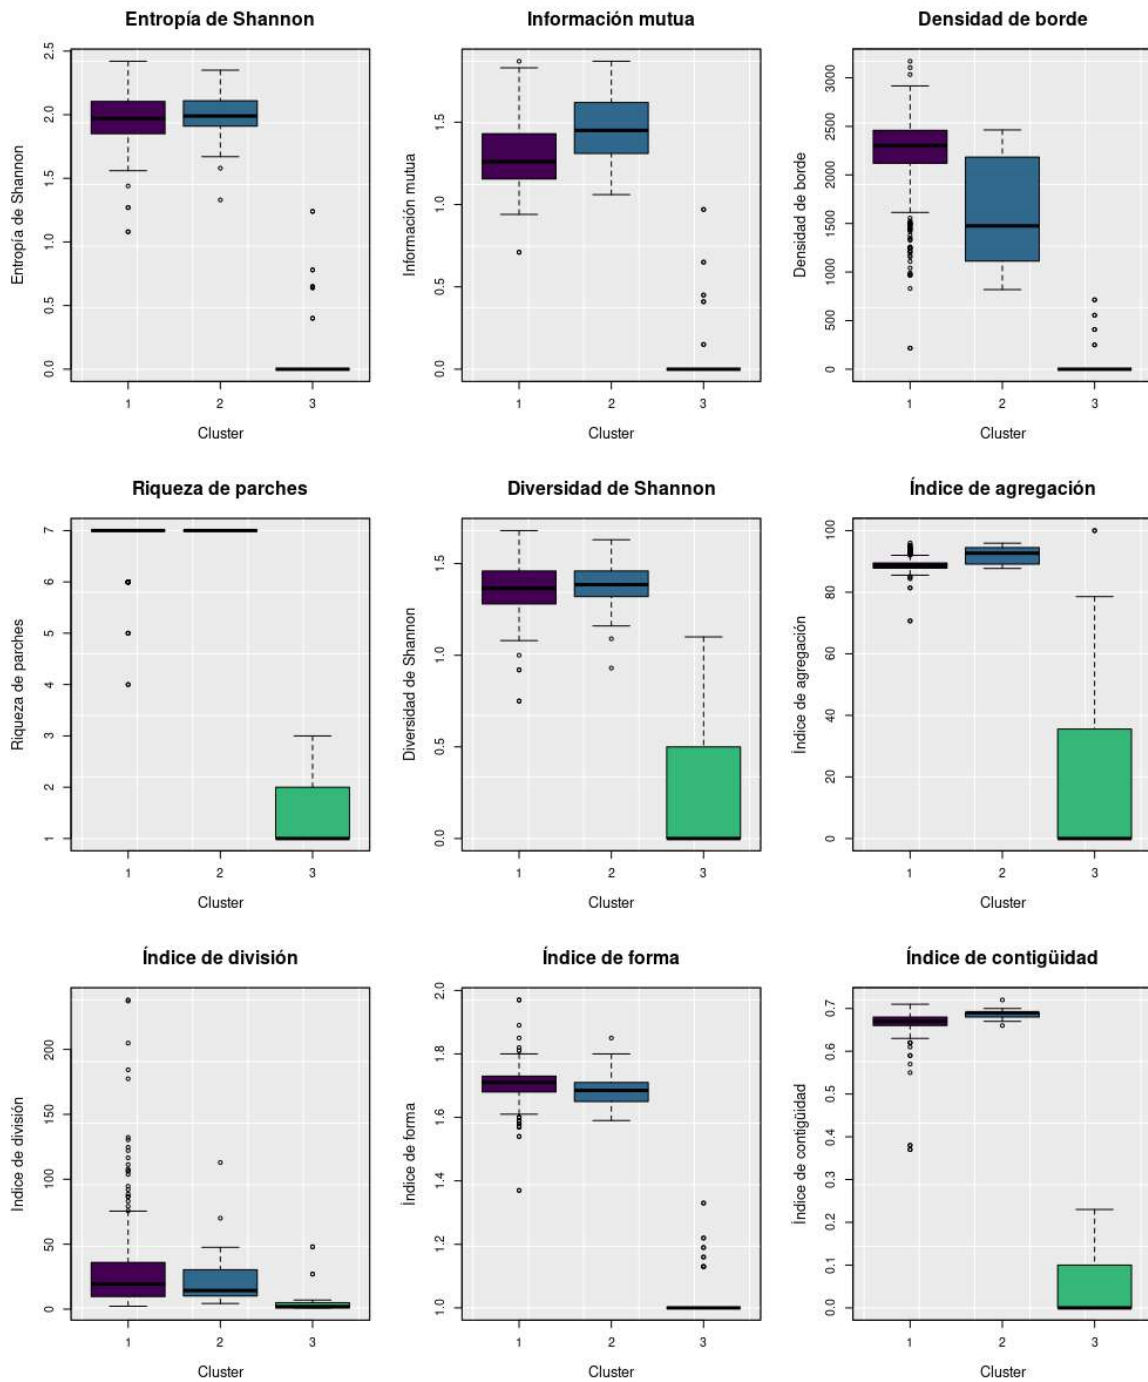 Entropía de Shannon
Información mutua
Densidad de borde
Entropía de Shannon
0.0 0.5 1.0 1.5 2.0 2.5
1 2 3
Cluster
Información mutua
0.0 0.5 1.0 1.5
1 2 3
Cluster
Densidad de borde
0 500 1000 1500 2000 2500 3000
1 2 3
Cluster
Riqueza de parches
Diversidad de Shannon
Índice de agregación
Riqueza de parches
1 2 3 4 5 6 7
1 2 3
Cluster
Diversidad de Shannon
0.0 0.5 1.0 1.5
1 2 3
Cluster
Índice de agregación
0 20 40 60 80 100
1 2 3
Cluster
Índice de división
Índice de forma
Índice de contigüidad
Índice de división
0 50 100 150 200
1 2 3
Cluster
Índice de forma
1.0 1.2 1.4 1.6 1.8 2.0
1 2 3
Cluster
Índice de contigüidad
0.0 0.1 0.2 0.3 0.4 0.5 0.6 0.7
1 2 3
Cluster